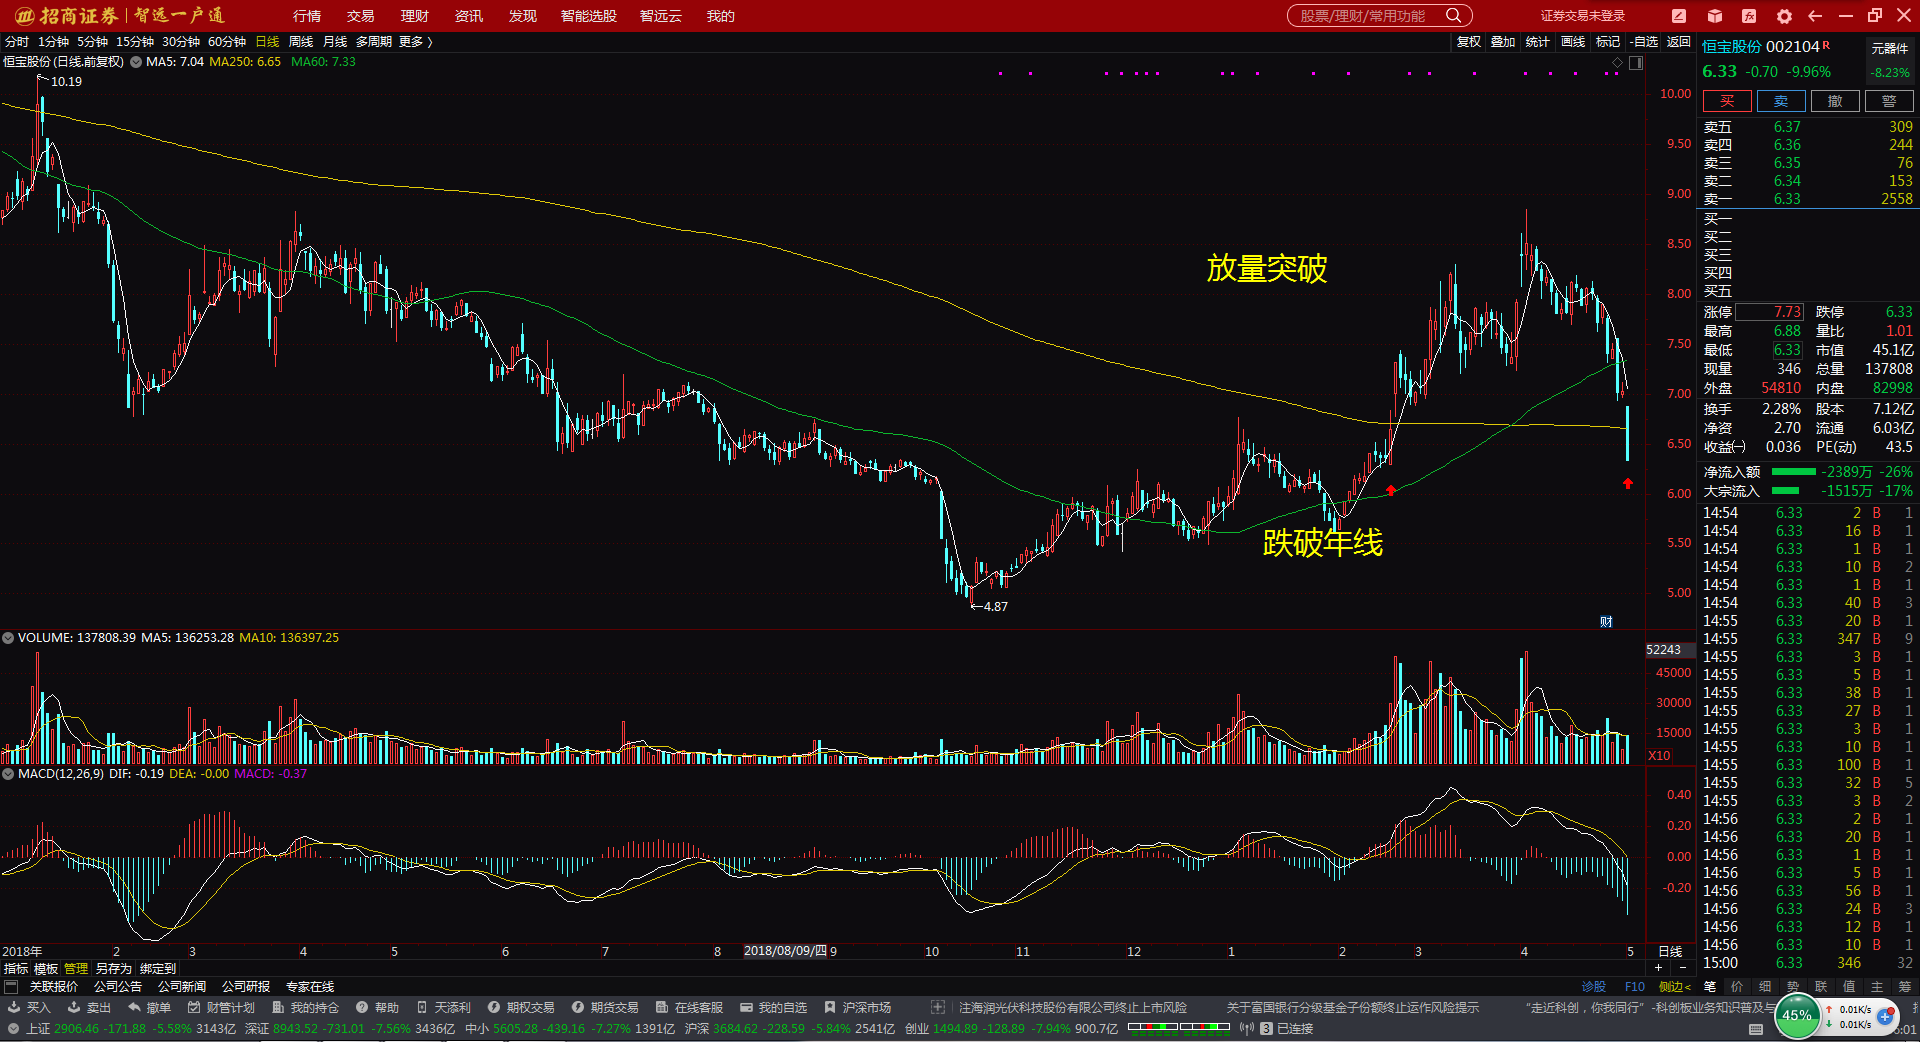 招商证券 | 智远一户通 行情 交易 理财 资讯 发现 智能选股 智远云 我的 股票/理财/常用功能 证券交易未登录
分时 1分钟 5分钟 15分钟 30分钟 60分钟 日线 周线 月线 多周期 更多 复权 叠加 统计 画线 标记 -自选 返回
恒宝股份(日线.前复权) MA5: 7.04 MA250: 6.65 MA60: 7.33
10.19
10.00
9.50
9.00
8.50
8.00
7.50
7.00
6.50
6.00
5.50
5.00
放量突破
跌破年线
4.87
财
VOLUME: 137808.39 MA5: 136253.28 MA10: 136397.25
52243
45000
30000
15000
X10
MACD(12,26,9) DIF: -0.19 DEA: -0.00 MACD: -0.37
0.40
0.20
0.00
-0.20
2018年 2 3 4 5 6 7 8 2018/08/09/四 9 10 11 12 1 2 3 4 5 日线
指标 模板 管理 另存为 绑定到 + -
恒宝股份 002104 R 元器件
6.33 -0.70 -9.96% -8.23%
买 卖 撤 警
卖五 6.37 309
卖四 6.36 244
卖三 6.35 76
卖二 6.34 153
卖一 6.33 2558
买一
买二
买三
买四
买五
涨停 7.73 跌停 6.33
最高 6.88 量比 1.01
最低 6.33 市值 45.1亿
现量 346 总量 137808
外盘 54810 内盘 82998
换手 2.28% 股本 7.12亿
净资 2.70 流通 6.03亿
收益(一) 0.036 PE(动) 43.5
净流入额 -2389万 -26%
大宗流入 -1515万 -17%
14:54 6.33 2 B 1
14:54 6.33 16 B 1
14:54 6.33 1 B 1
14:54 6.33 10 B 2
14:54 6.33 1 B 1
14:54 6.33 40 B 3
14:55 6.33 20 B 1
14:55 6.33 347 B 9
14:55 6.33 3 B 1
14:55 6.33 5 B 1
14:55 6.33 38 B 1
14:55 6.33 27 B 1
14:55 6.33 3 B 1
14:55 6.33 10 B 1
14:55 6.33 100 B 1
14:55 6.33 32 B 5
14:55 6.33 3 B 2
14:56 6.33 2 B 1
14:56 6.33 20 B 1
14:56 6.33 1 B 1
14:56 6.33 5 B 1
14:56 6.33 56 B 1
14:56 6.33 24 B 3
14:56 6.33 12 B 1
14:56 6.33 10 B 1
15:00 6.33 346 32
关联报价 公司公告 公司新闻 公司研报 专家在线 诊股 F10 侧边< 笔 价 细 势 联 值 主 筹
买入 卖出 撤单 财管计划 我的持仓 帮助 天添利 期权交易 期货交易 在线客服 我的自选 沪深市场 注海润光伏科技股份有限公司终止上市风险 关于富国银行分级基金子份额终止运作风险提示 “走近科创，你我同行” -科创板业务知识普及与
上证 2906.46 -171.88 -5.58% 3143亿 深证 8943.52 -731.01 -7.56% 3436亿 中小 5605.28 -439.16 -7.27% 1391亿 沪深 3684.62 -228.59 -5.84% 2541亿 创业 1494.89 -128.89 -7.94% 900.7亿 3 已连接
45% 0.01K/s
0.01K/s